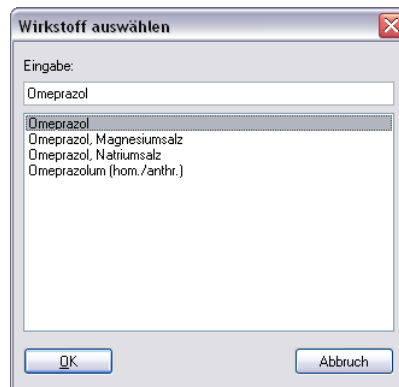 Wirkstoff auswählen
Eingabe:
Omeprazol
Omeprazol
Omeprazol, Magnesiumsalz
Omeprazol, Natriumsalz
Omeprazolum (hom./anthr.)
OK
Abbruch